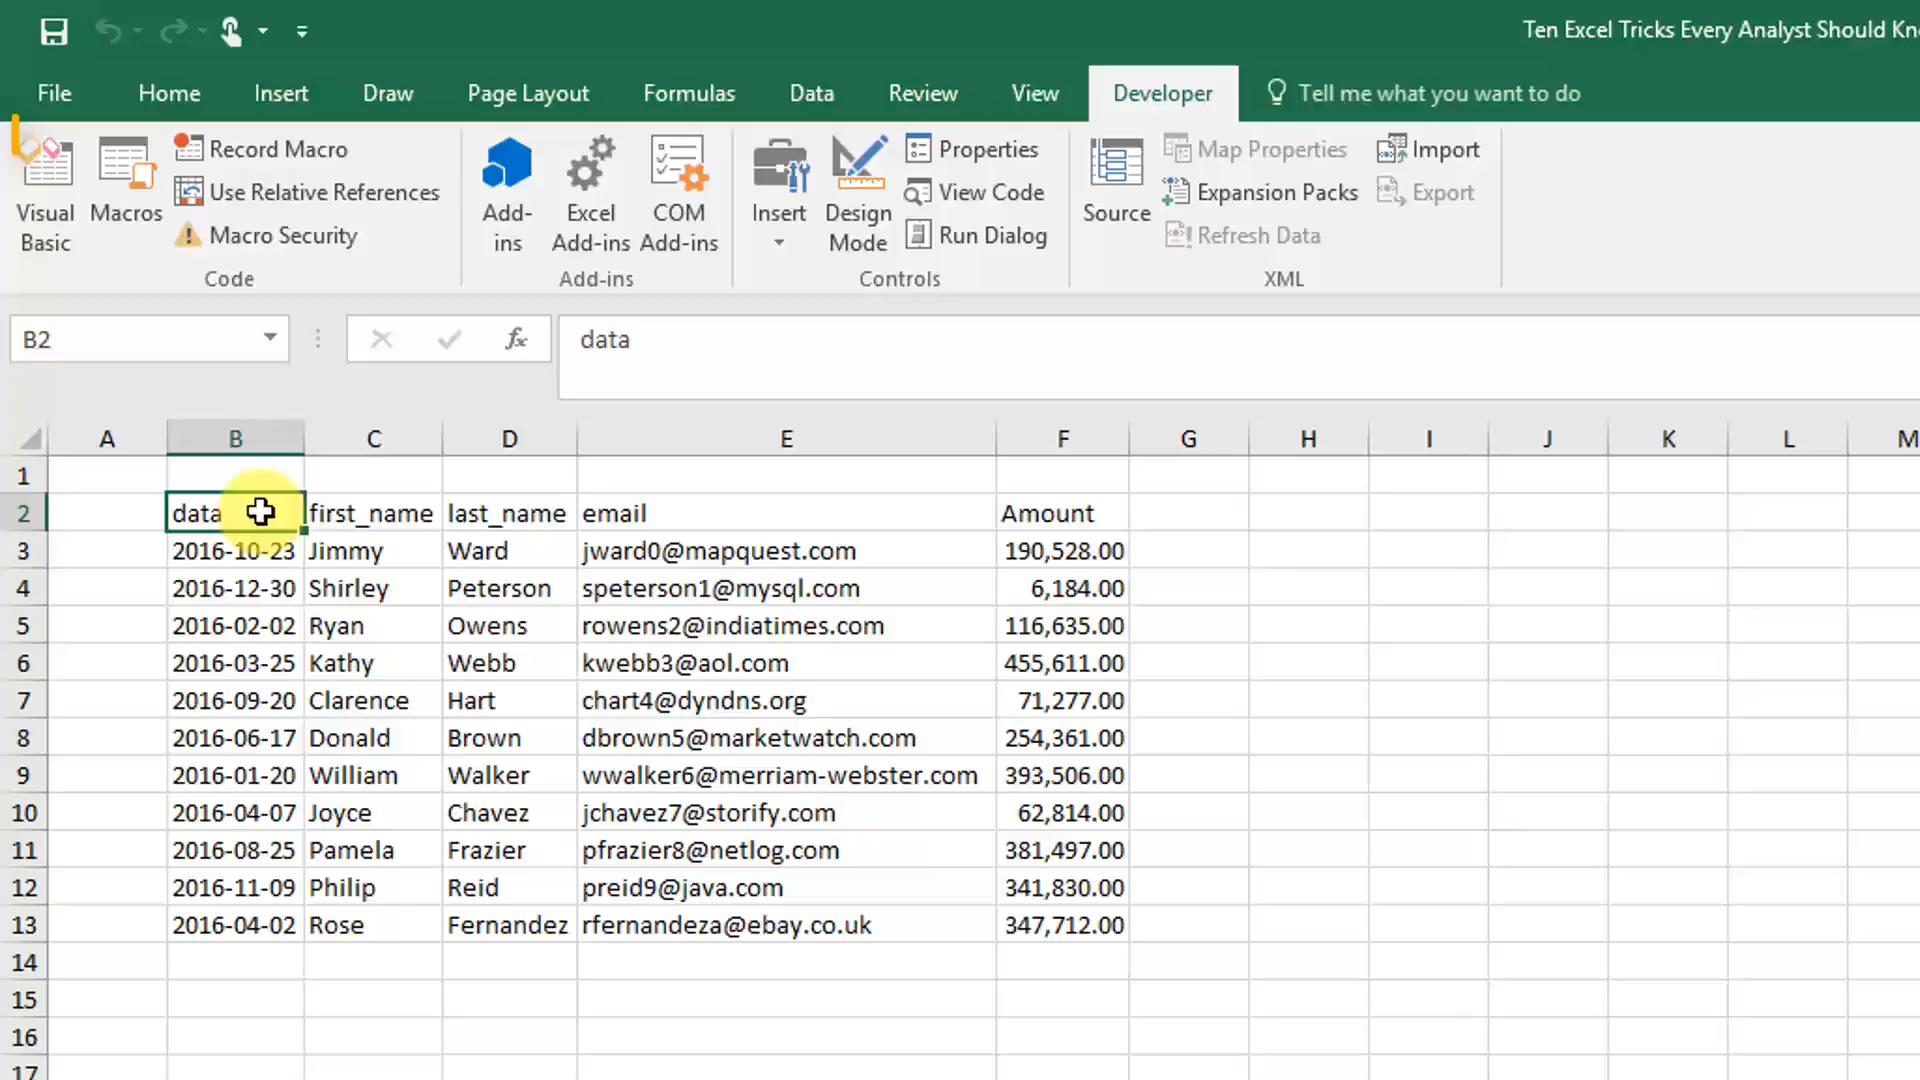 Ten Excel Tricks Every Analyst Should Kn
File Home Insert Draw Page Layout Formulas Data Review View Developer Tell me what you want to do
Visual Basic
Macros
Record Macro
Use Relative References
Macro Security
Code
Add-ins
Excel Add-ins
COM Add-ins
Add-ins
Insert
Design Mode
Properties
View Code
Run Dialog
Controls
Source
Map Properties
Expansion Packs
Refresh Data
Import
Export
XML
B2 fx data
A B C D E F G H I J K L M
1
2 data first_name last_name email Amount
3 2016-10-23 Jimmy Ward jward0@mapquest.com 190,528.00
4 2016-12-30 Shirley Peterson speterson1@mysql.com 6,184.00
5 2016-02-02 Ryan Owens rowens2@indiatimes.com 116,635.00
6 2016-03-25 Kathy Webb kwebb3@aol.com 455,611.00
7 2016-09-20 Clarence Hart chart4@dyndns.org 71,277.00
8 2016-06-17 Donald Brown dbrown5@marketwatch.com 254,361.00
9 2016-01-20 William Walker wwalker6@merriam-webster.com 393,506.00
10 2016-04-07 Joyce Chavez jchavez7@storify.com 62,814.00
11 2016-08-25 Pamela Frazier pfrazier8@netlog.com 381,497.00
12 2016-11-09 Philip Reid preid9@java.com 341,830.00
13 2016-04-02 Rose Fernandez rfernandeza@ebay.co.uk 347,712.00
14
15
16
17